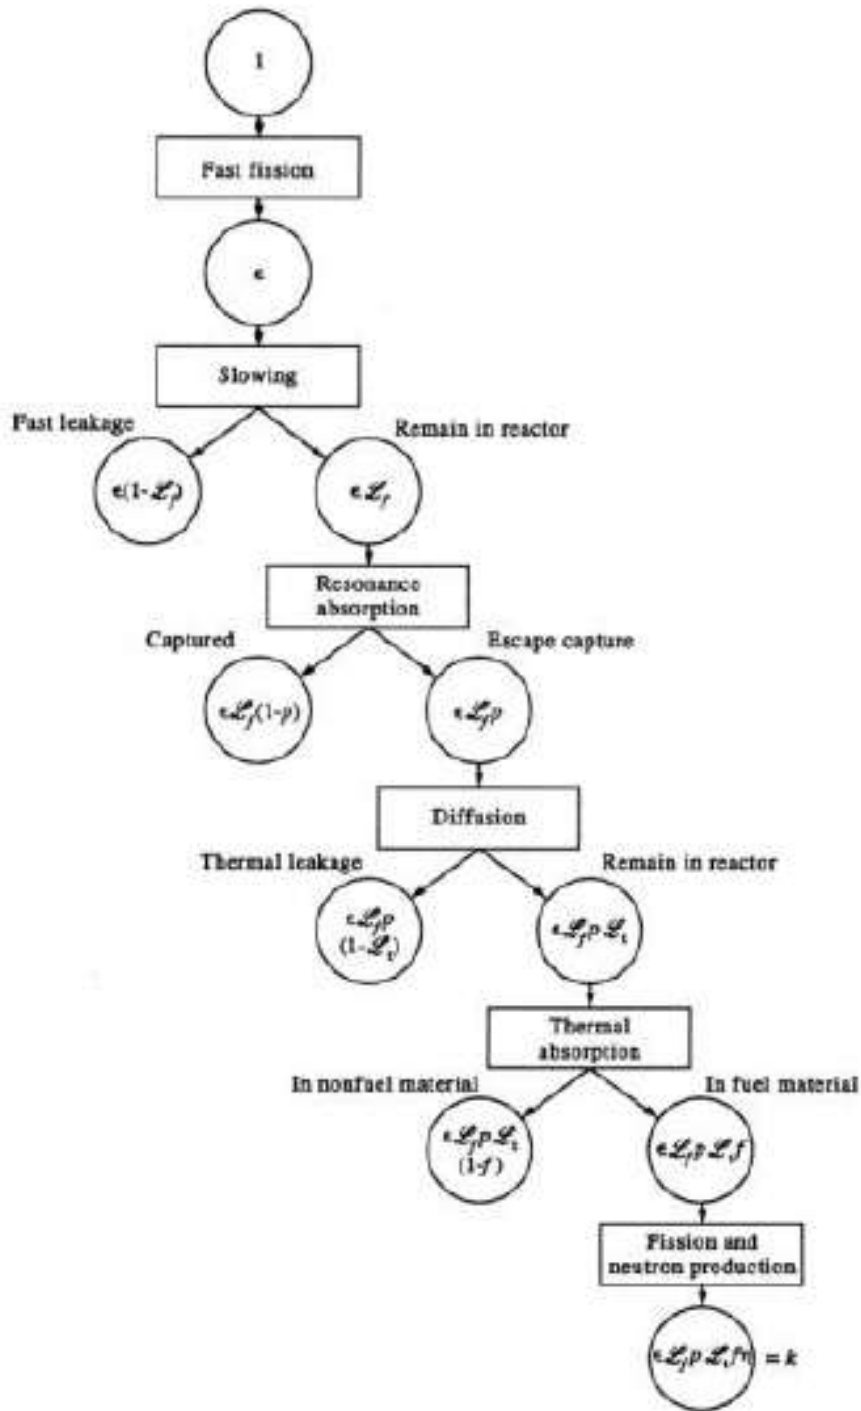 1
Fast fission
ϵ
Slowing
Fast leakage
Remain in reactor
ϵ(1-ℒf)
ϵℒf
Resonance
absorption
Captured
Escape capture
ϵℒf(1-p)
ϵℒfp
Diffusion
Thermal leakage
Remain in reactor
ϵℒfp
(1-ℒt)
ϵℒfpℒt
Thermal
absorption
In nonfuel material
In fuel material
ϵℒfpℒt
(1-f)
ϵℒfpℒtf
Fission and
neutron production
ϵℒfpℒtfη = k